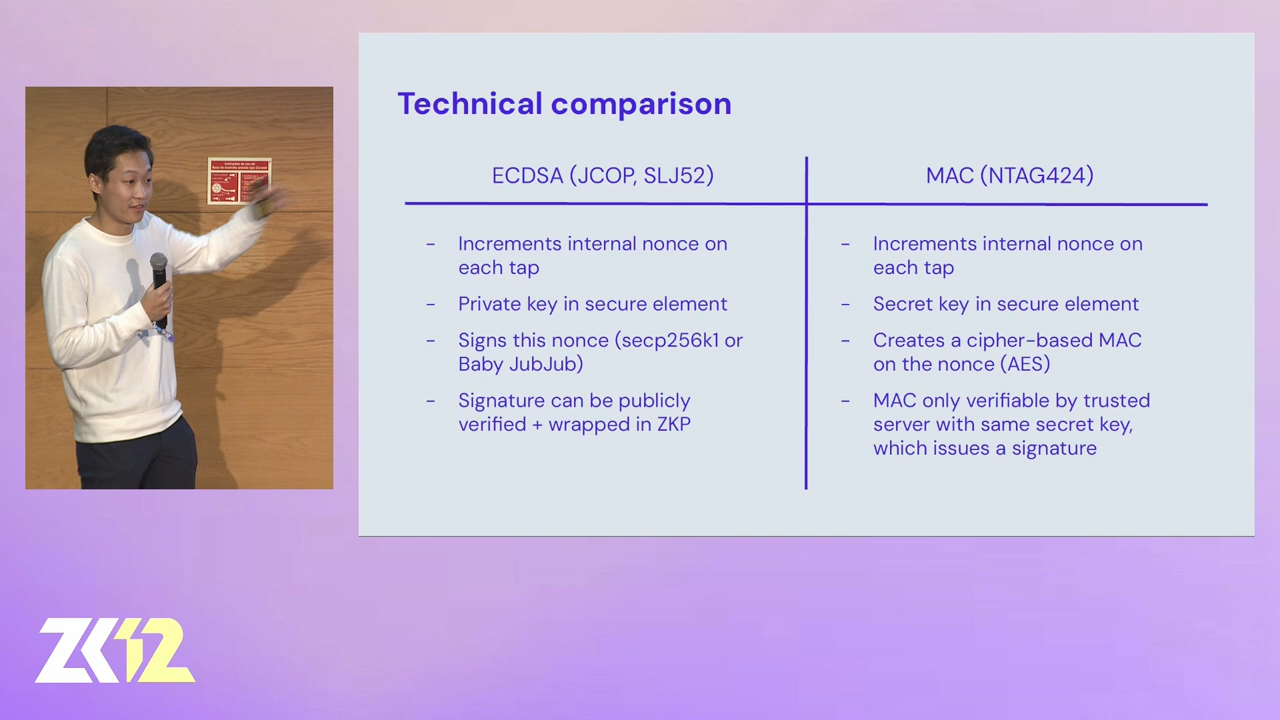 Technical comparison
ECDSA (JCOP, SLJ52)
MAC (NTAG424)
- Increments internal nonce on
each tap
- Private key in secure element
- Signs this nonce (secp256k1 or
Baby JubJub)
- Signature can be publicly
verified + wrapped in ZKP
- Increments internal nonce on
each tap
- Secret key in secure element
- Creates a cipher-based MAC
on the nonce (AES)
- MAC only verifiable by trusted
server with same secret key,
which issues a signature
ZK12